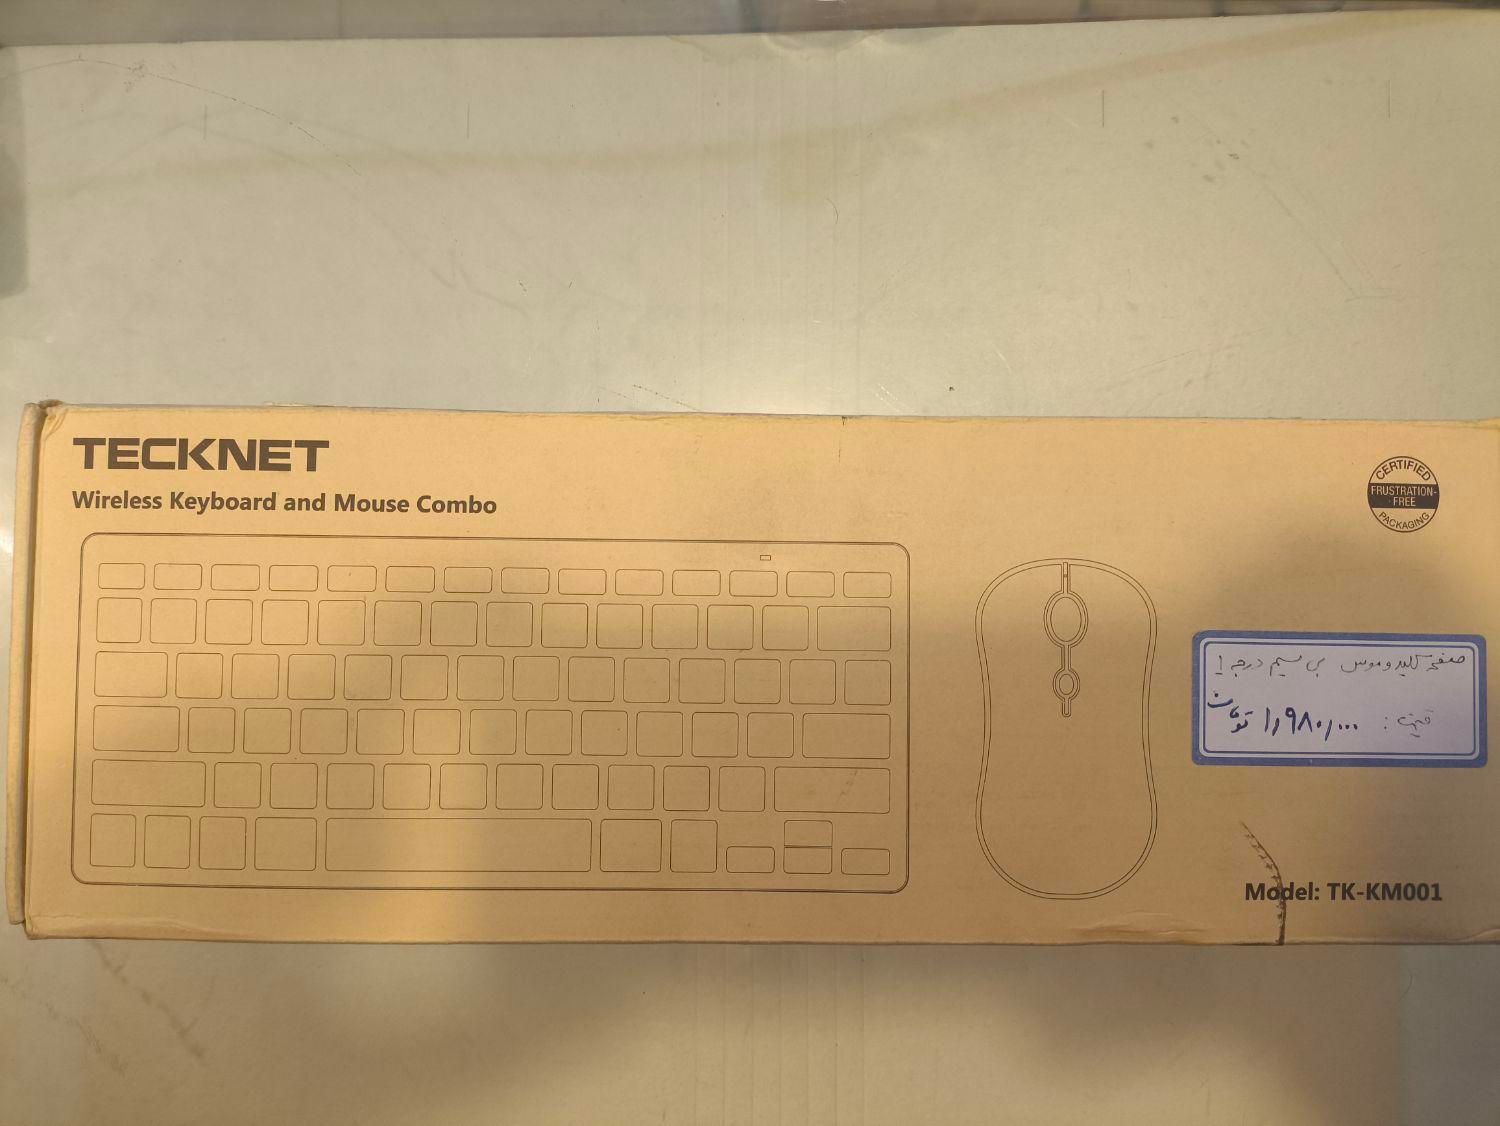 TECKNET
Wireless Keyboard and Mouse Combo
CERTIFIED
FRUSTRATION-
FREE
PACKAGING
صفحه کلید و موس بی سیم درجه ۱
قیمت : ۱,۹۸۰,۰۰۰ تومان
Model: TK-KM001